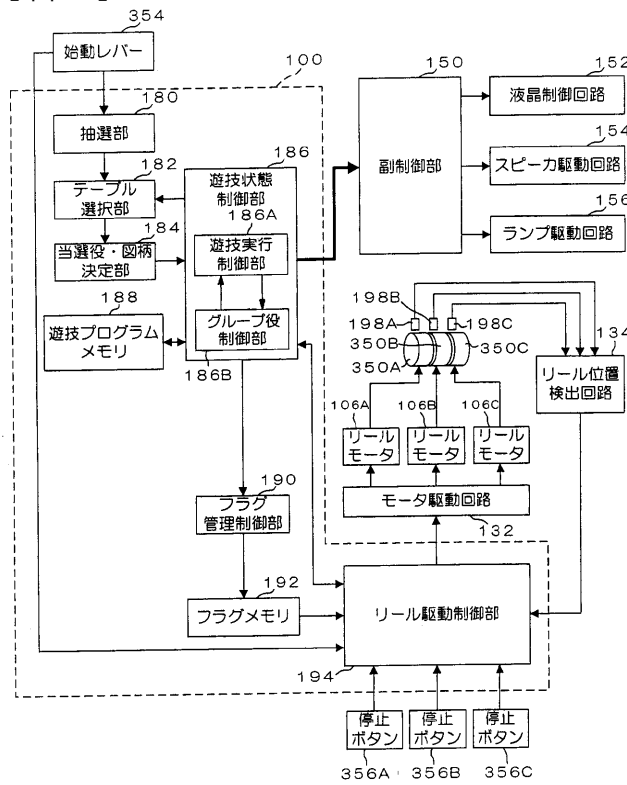 354
始動レバー
100
180
抽選部
182
テーブル
選択部
184
当選役・図柄
決定部
188
遊技プログラム
メモリ
186
遊技状態
制御部
186A
遊技実行
制御部
グループ役
制御部
186B
150
副制御部
152
液晶制御回路
154
スピーカ駆動回路
156
ランプ駆動回路
198B
198A
198C
350B
350A
350C
134
リール位置
検出回路
106A
リール
モータ
106B
リール
モータ
106C
リール
モータ
モータ駆動回路
132
190
フラグ
管理制御部
192
フラグメモリ
リール駆動制御部
194
停止
ボタン
356A
停止
ボタン
356B
停止
ボタン
356C